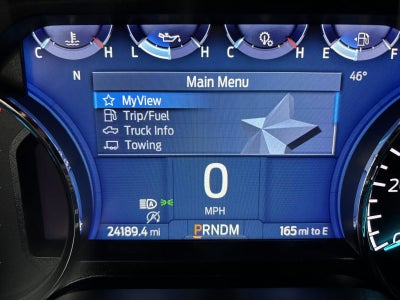 C H L H C H E F
N
46°
Main Menu
MyView
Trip/Fuel
Truck Info
Towing
0
MPH
24189.4 mi
PRNDM
165 mi to E